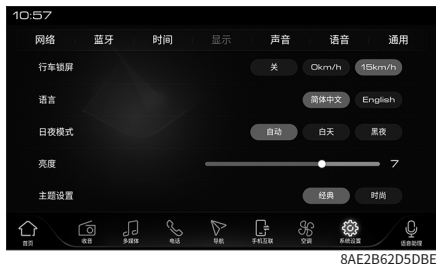 10:57
网络 蓝牙 时间 显示 声音 语音 通用
行车锁屏 关 0km/h 15km/h
语言 简体中文 English
日夜模式 自动 白天 黑夜
亮度 7
主题设置 经典 时尚
首页 收音 多媒体 电话 导航 手机互联 空调 系统设置 语音助理
8AE2B62D5DBE